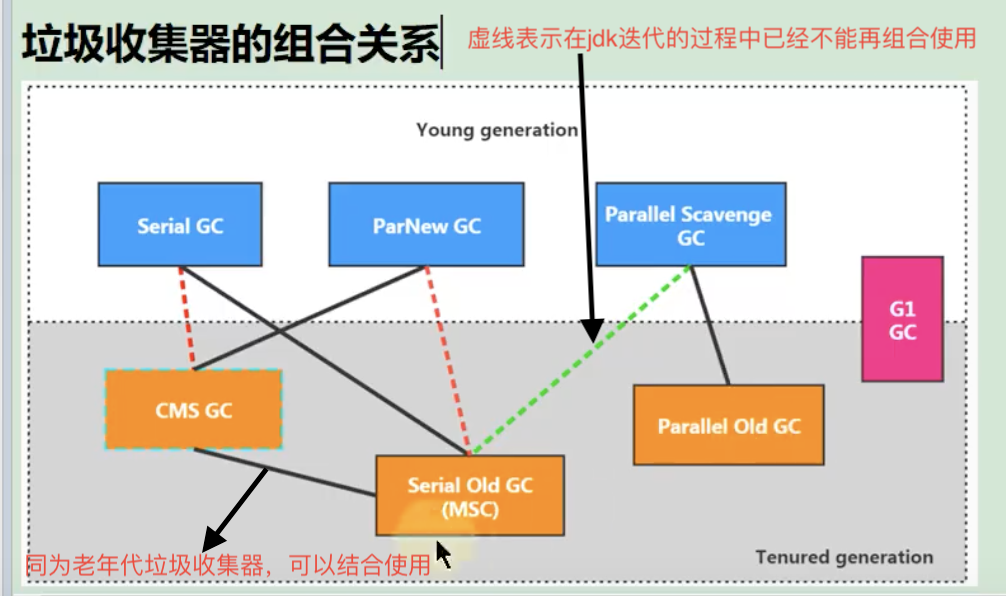 垃圾收集器的组合关系
虚线表示在jdk迭代的过程中已经不能再组合使用
Young generation
Serial GC
ParNew GC
Parallel Scavenge
GC
G1
GC
CMS GC
Parallel Old GC
Serial Old GC
(MSC)
同为老年代垃圾收集器，可以结合使用
Tenured generation